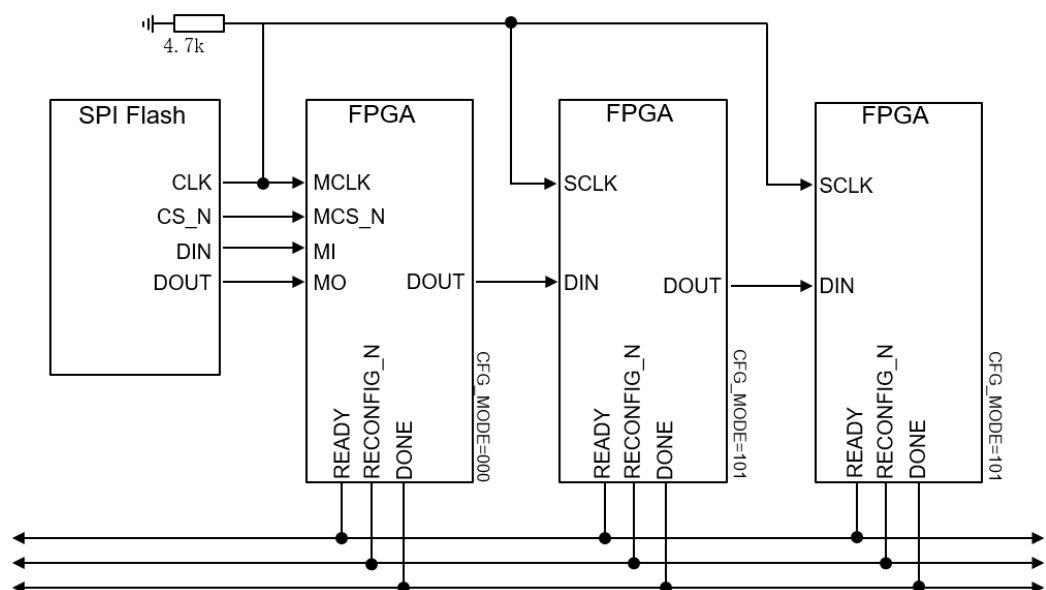 4.7k
SPI Flash
CLK
CS_N
DIN
DOUT
FPGA
MCLK
MCS_N
MI
MO
DOUT
READY
RECONFIG_N
DONE
CFG_MODE=000
FPGA
SCLK
DIN
DOUT
READY
RECONFIG_N
DONE
CFG_MODE=101
FPGA
SCLK
DIN
READY
RECONFIG_N
DONE
CFG_MODE=101